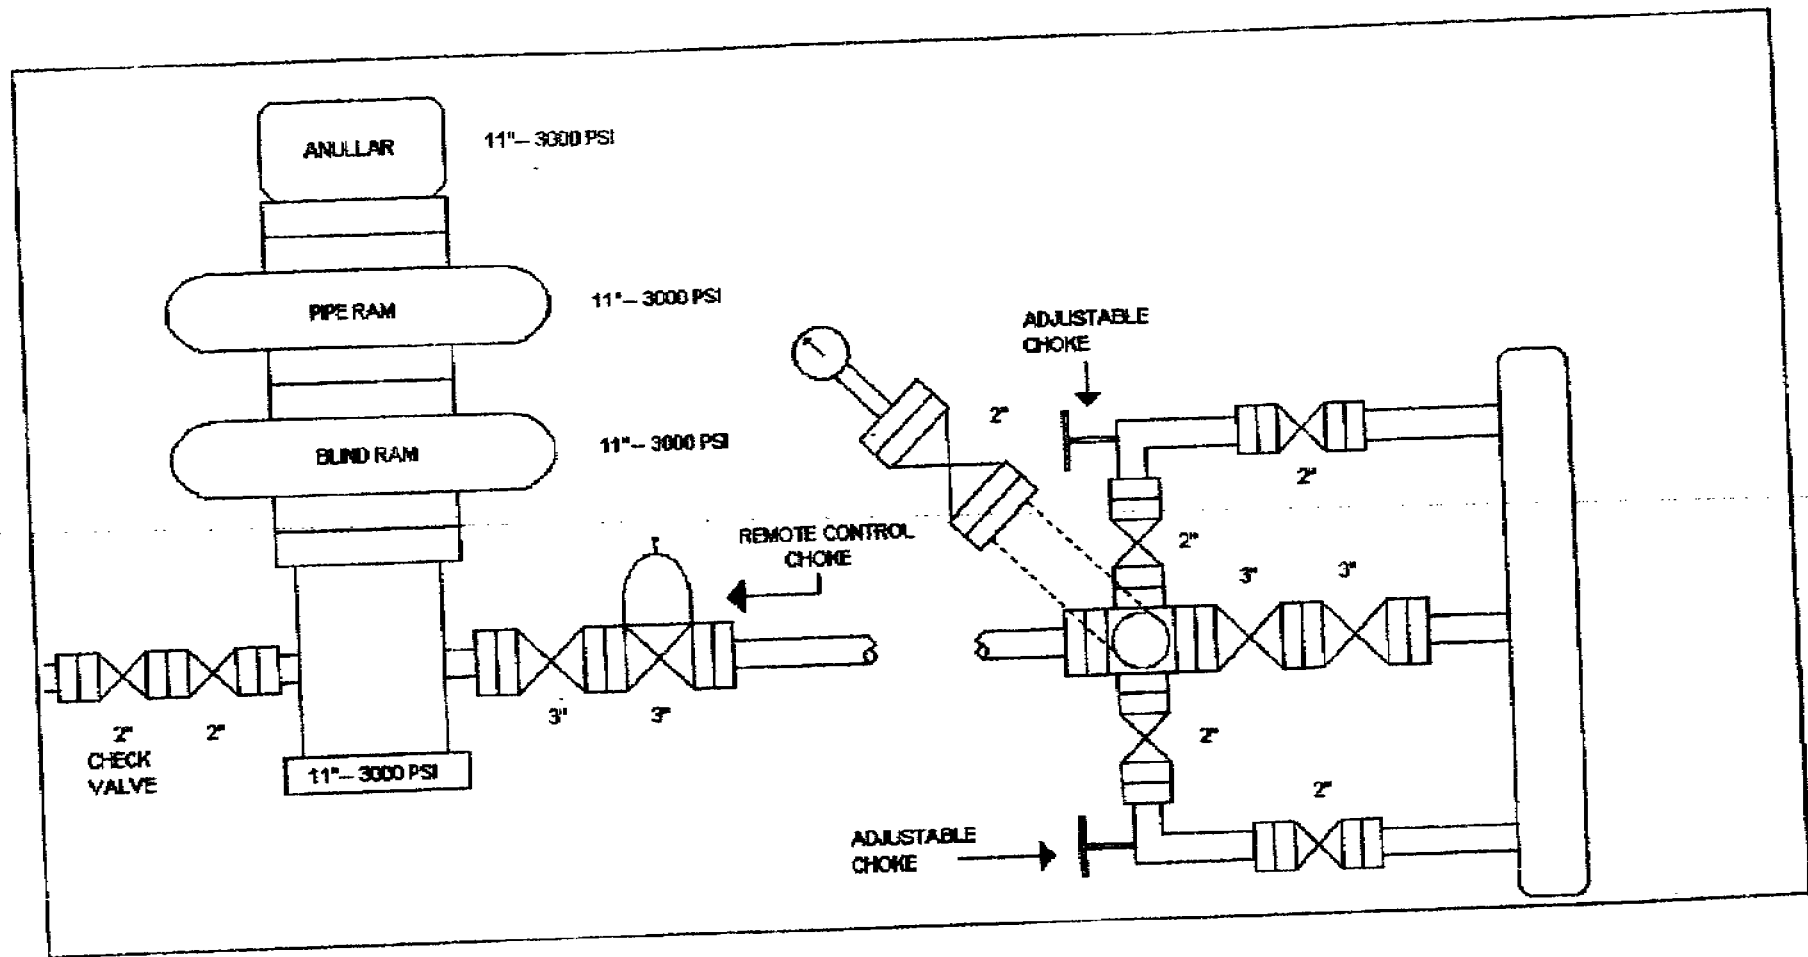 ANULLAR
11"– 3000 PSI
PIPE RAM
11"– 3000 PSI
BLIND RAM
11"– 3000 PSI
REMOTE CONTROL
CHOKE
3"
3"
2"
2"
CHECK
VALVE
11"– 3000 PSI
ADJUSTABLE
CHOKE
2"
2"
2"
3"
3"
2"
2"
ADJUSTABLE
CHOKE